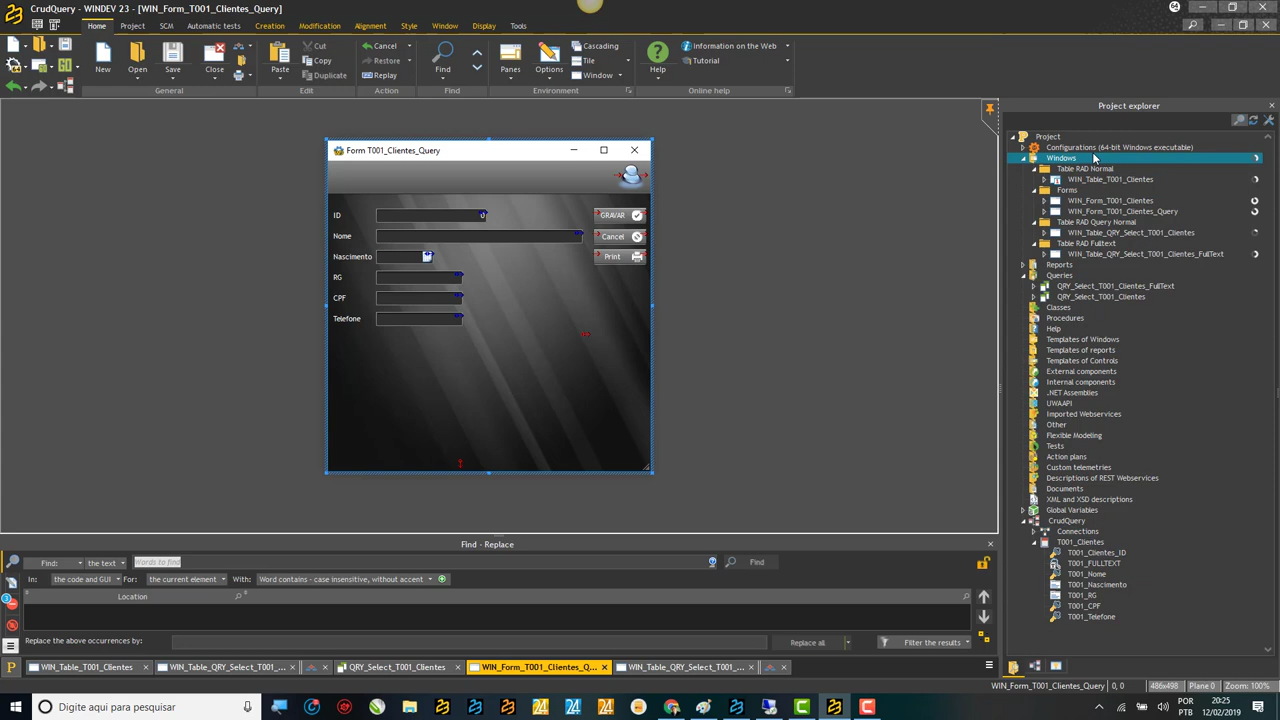 CrudQuery - WINDEV 23 - [WIN_Form_T001_Clientes_Query]
Home Project SCM Automatic tests Creation Modification Alignment Style Window Display Tools
New Open Save Close Paste Cut Copy Duplicate Cancel Restore Replay Find Panes Options Cascading Tile Window Help Information on the Web Tutorial
General Edit Action Find Environment Online help
Form T001_Clientes_Query
ID 0 GRAVAR
Nome Cancel
Nascimento Print
RG
CPF
Telefone
Project explorer
Project
Configurations (64-bit Windows executable)
Windows
Table RAD Normal
WIN_Table_T001_Clientes
Forms
WIN_Form_T001_Clientes
WIN_Form_T001_Clientes_Query
Table RAD Query Normal
WIN_Table_QRY_Select_T001_Clientes
Table RAD Fulltext
WIN_Table_QRY_Select_T001_Clientes_FullText
Reports
Queries
QRY_Select_T001_Clientes_FullText
QRY_Select_T001_Clientes
Classes
Procedures
Help
Templates of Windows
Templates of reports
Templates of Controls
External components
Internal components
.NET Assemblies
UWAAPI
Imported Webservices
Other
Flexible Modeling
Tests
Action plans
Custom telemetries
Descriptions of REST Webservices
Documents
XML and XSD descriptions
Global Variables
CrudQuery
Connections
T001_Clientes
T001_Clientes_ID
T001_FULLTEXT
T001_Nome
T001_Nascimento
T001_RG
T001_CPF
T001_Telefone
Find - Replace
Find: the text Words to find Find
In: the code and GUI For: the current element With: Word contains - case insensitive, without accent
Location
Replace the above occurrences by: Replace all Filter the results
WIN_Table_T001_Clientes WIN_Table_QRY_Select_T001_... QRY_Select_T001_Clientes WIN_Form_T001_Clientes_Q... WIN_Table_QRY_Select_T001_...
WIN_Form_T001_Clientes_Query 0, 0 486x498 Plane 0 Zoom: 100%
Digite aqui para pesquisar
POR
PTB
20:25
12/02/2019